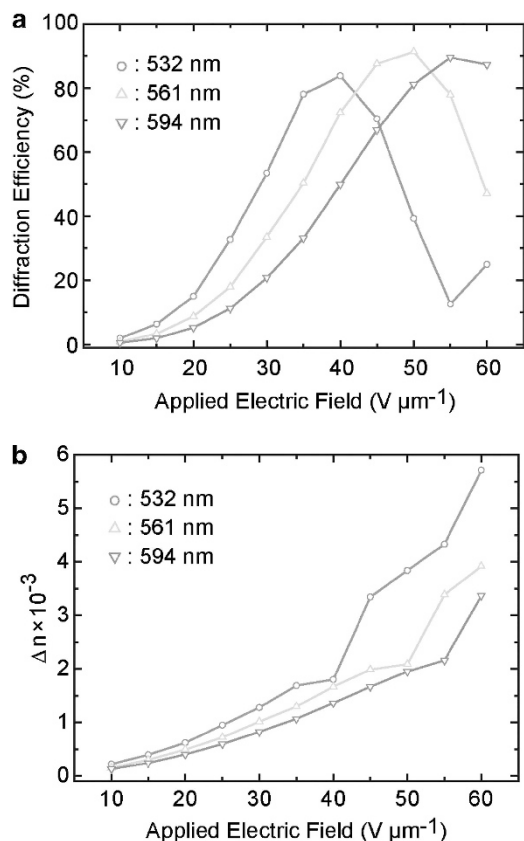 a
100
80
60
40
20
0
Diffraction Efficiency (%)
: 532 nm
: 561 nm
: 594 nm
10 20 30 40 50 60
Applied Electric Field (V µm-1)
b
6
5
4
3
2
1
0
Δn×10-3
: 532 nm
: 561 nm
: 594 nm
10 20 30 40 50 60
Applied Electric Field (V µm-1)